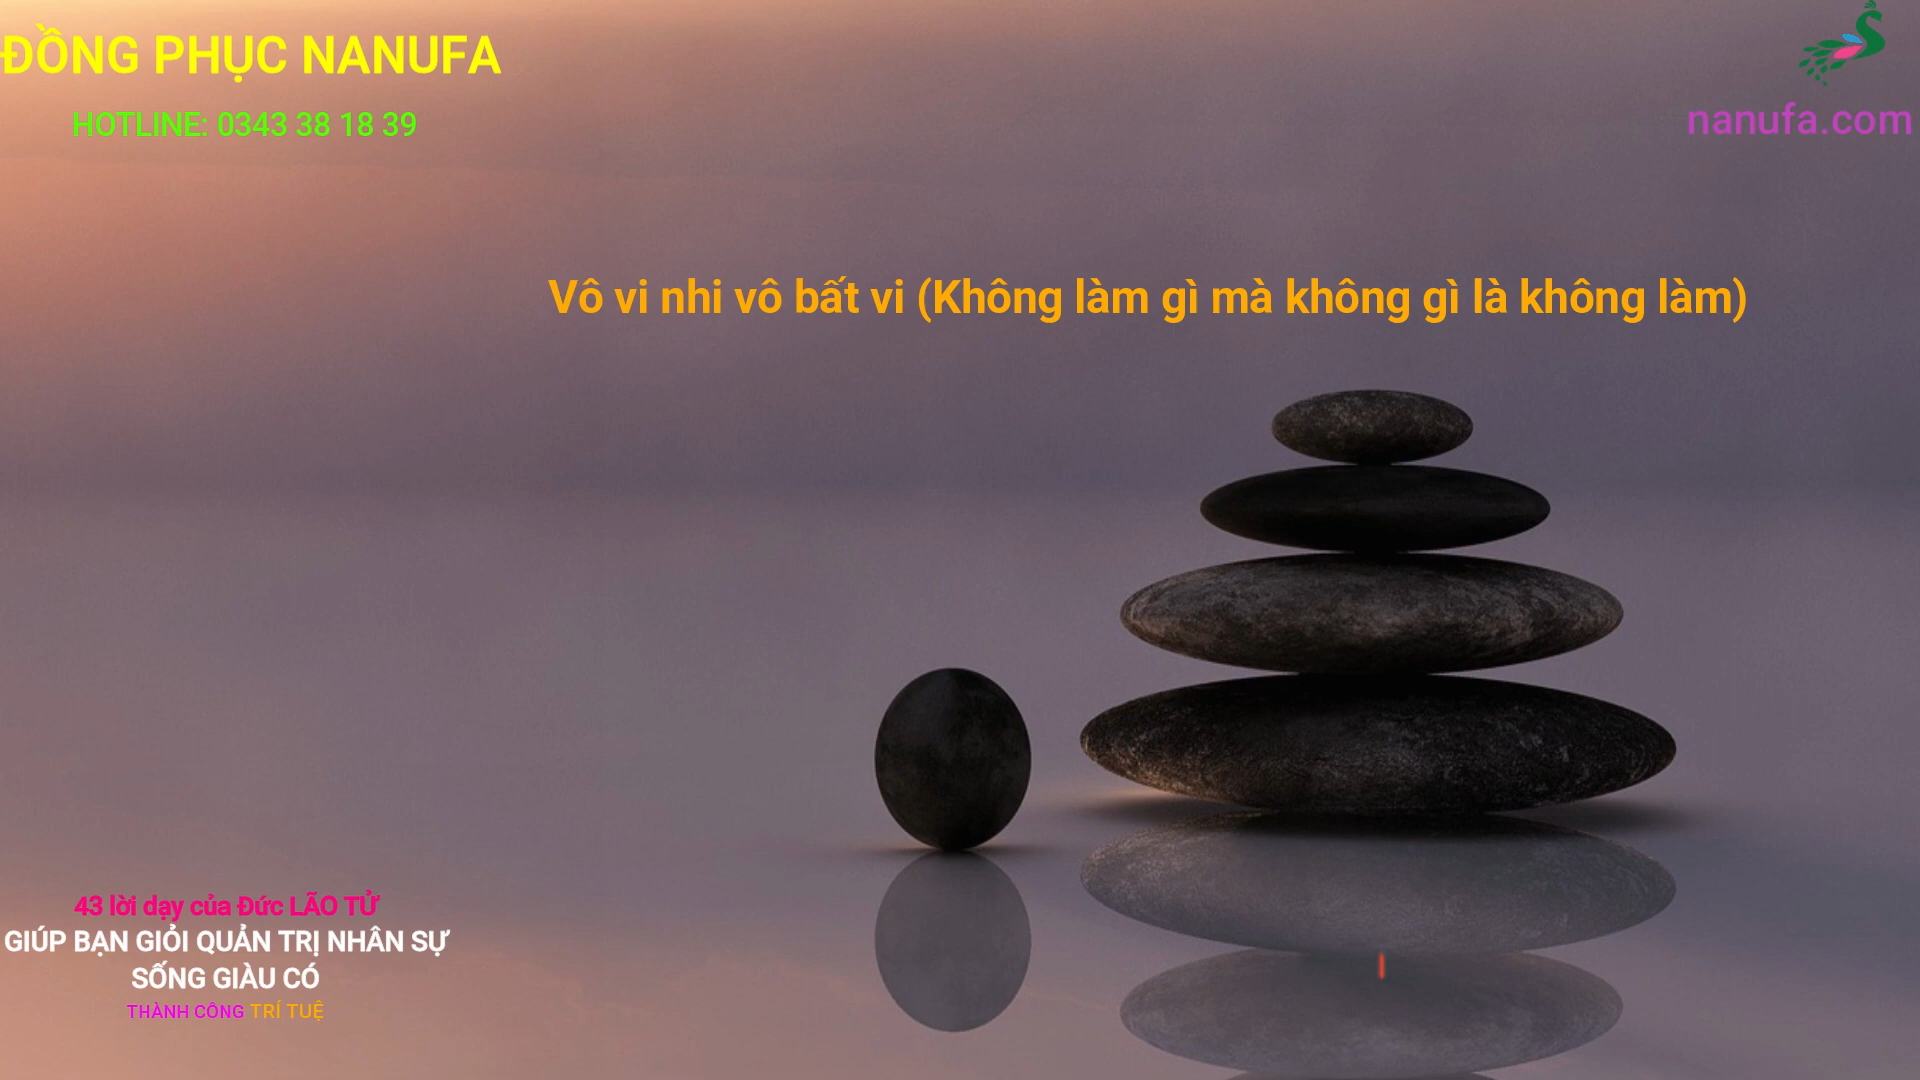 ĐỒNG PHỤC NANUFA
HOTLINE: 0343 38 18 39
nanufa.com
Vô vi nhi vô bất vi (Không làm gì mà không gì là không làm)
43 lời dạy của Đức LÃO TỬ
GIÚP BẠN GIỎI QUẢN TRỊ NHÂN SỰ
SỐNG GIÀU CÓ
THÀNH CÔNG TRÍ TUỆ